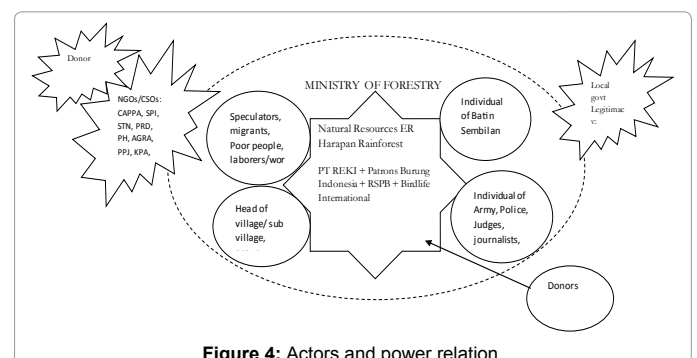 Donor
NGOs/CSOs:
CAPPA, SPI,
STN, PRD,
PH, AGRA,
PPJ, KPA,
MINISTRY OF FORESTRY
Speculators,
migrants,
Poor people,
laborers/wor
Head of
village/ sub
village,
Natural Resources ER
Harapan Rainforest
PT REKI + Patrons Burung
Indonesia + RSPB + Birdlife
International
Individual
of Batin
Sembilan
Individual of
Army, Police,
Judges,
journalists,
Local
govt
Legitimac
v:
Donors
Figure 4: Actors and power relation